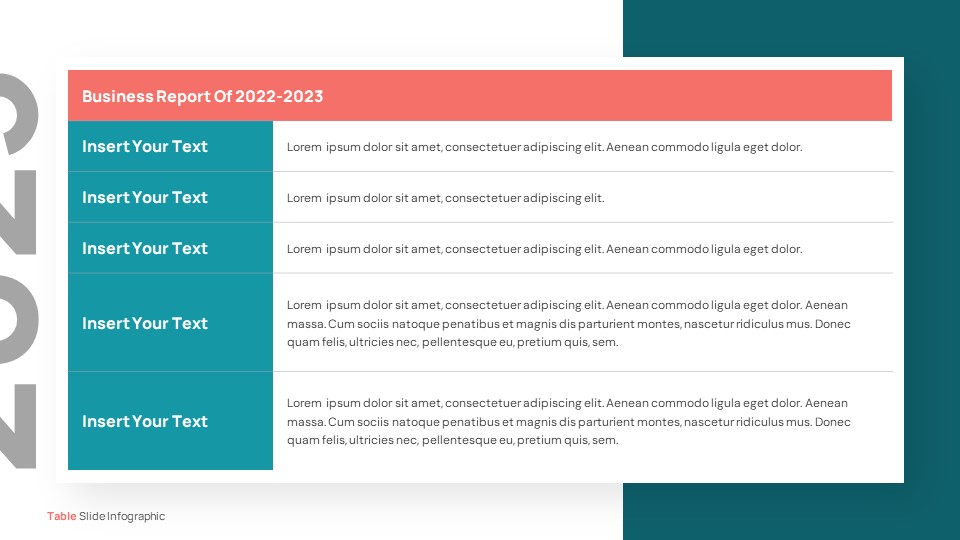 2023
Business Report Of 2022-2023
Insert Your Text
Lorem ipsum dolor sit amet, consectetuer adipiscing elit. Aenean commodo ligula eget dolor.
Insert Your Text
Lorem ipsum dolor sit amet, consectetuer adipiscing elit.
Insert Your Text
Lorem ipsum dolor sit amet, consectetuer adipiscing elit. Aenean commodo ligula eget dolor.
Insert Your Text
Lorem ipsum dolor sit amet, consectetuer adipiscing elit. Aenean commodo ligula eget dolor. Aenean
massa. Cum sociis natoque penatibus et magnis dis parturient montes, nascetur ridiculus mus. Donec
quam felis, ultricies nec, pellentesque eu, pretium quis, sem.
Insert Your Text
Lorem ipsum dolor sit amet, consectetuer adipiscing elit. Aenean commodo ligula eget dolor. Aenean
massa. Cum sociis natoque penatibus et magnis dis parturient montes, nascetur ridiculus mus. Donec
quam felis, ultricies nec, pellentesque eu, pretium quis, sem.
Table Slide Infographic